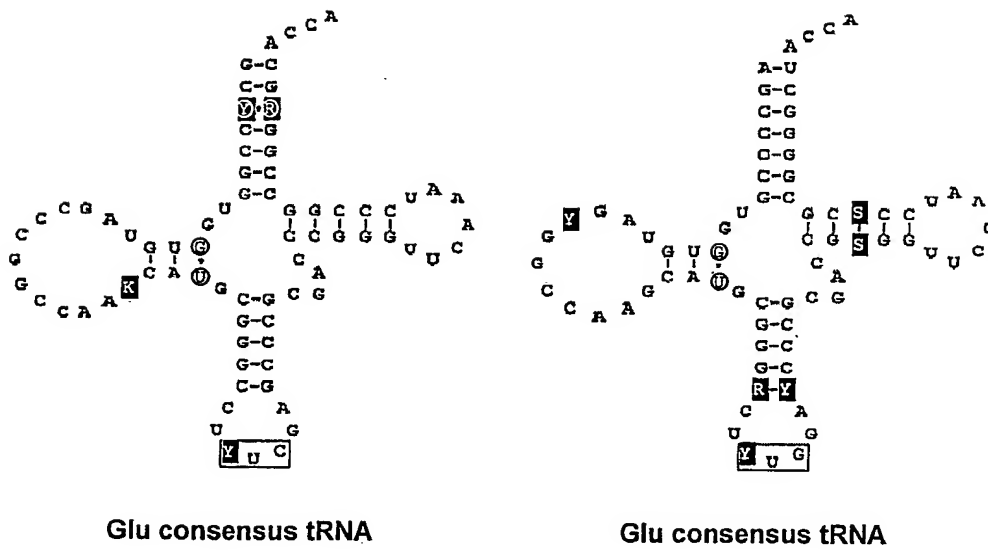 A C C A
G-C
C-G
Y·R
C-G
C-G
G-C
G-C
U G
G U G U A G C C C G G C C A A K C A U G
C-G
G-C
G-C
G-C
C-G
C A
U G
Y U C
G G C C C U A A A C U U G G G C C
C G A C
Glu consensus tRNA
A C C A
A-U
G-C
C-G
C-G
C-G
C-G
G-C
U G
G U G U A G Y G G C C A A G C A U G
C-G
G-C
G-C
G-C
R-Y
C A
U G
Y U G
G C S C C U A A C U U G G S G C
C A G C
Glu consensus tRNA